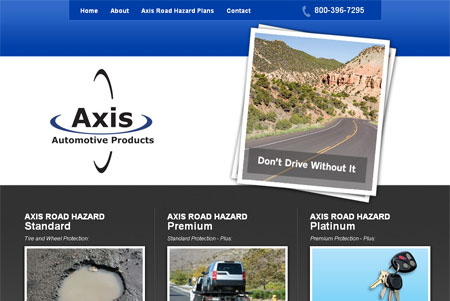 Home About Axis Road Hazard Plans Contact
800-396-7295
Axis
Automotive Products
Don't Drive Without It
AXIS ROAD HAZARD
Standard
Tire and Wheel Protection:
AXIS ROAD HAZARD
Premium
Standard Protection - Plus:
AXIS ROAD HAZARD
Platinum
Premium Protection - Plus: